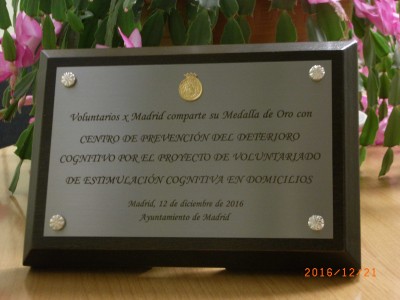 Voluntarios x Madrid comparte su Medalla de Oro con
CENTRO DE PREVENCIÓN DEL DETERIORO
COGNITIVO POR EL PROYECTO DE VOLUNTARIADO
DE ESTIMULACIÓN COGNITIVA EN DOMICILIOS
Madrid, 12 de diciembre de 2016
Ayuntamiento de Madrid
2016/12/21